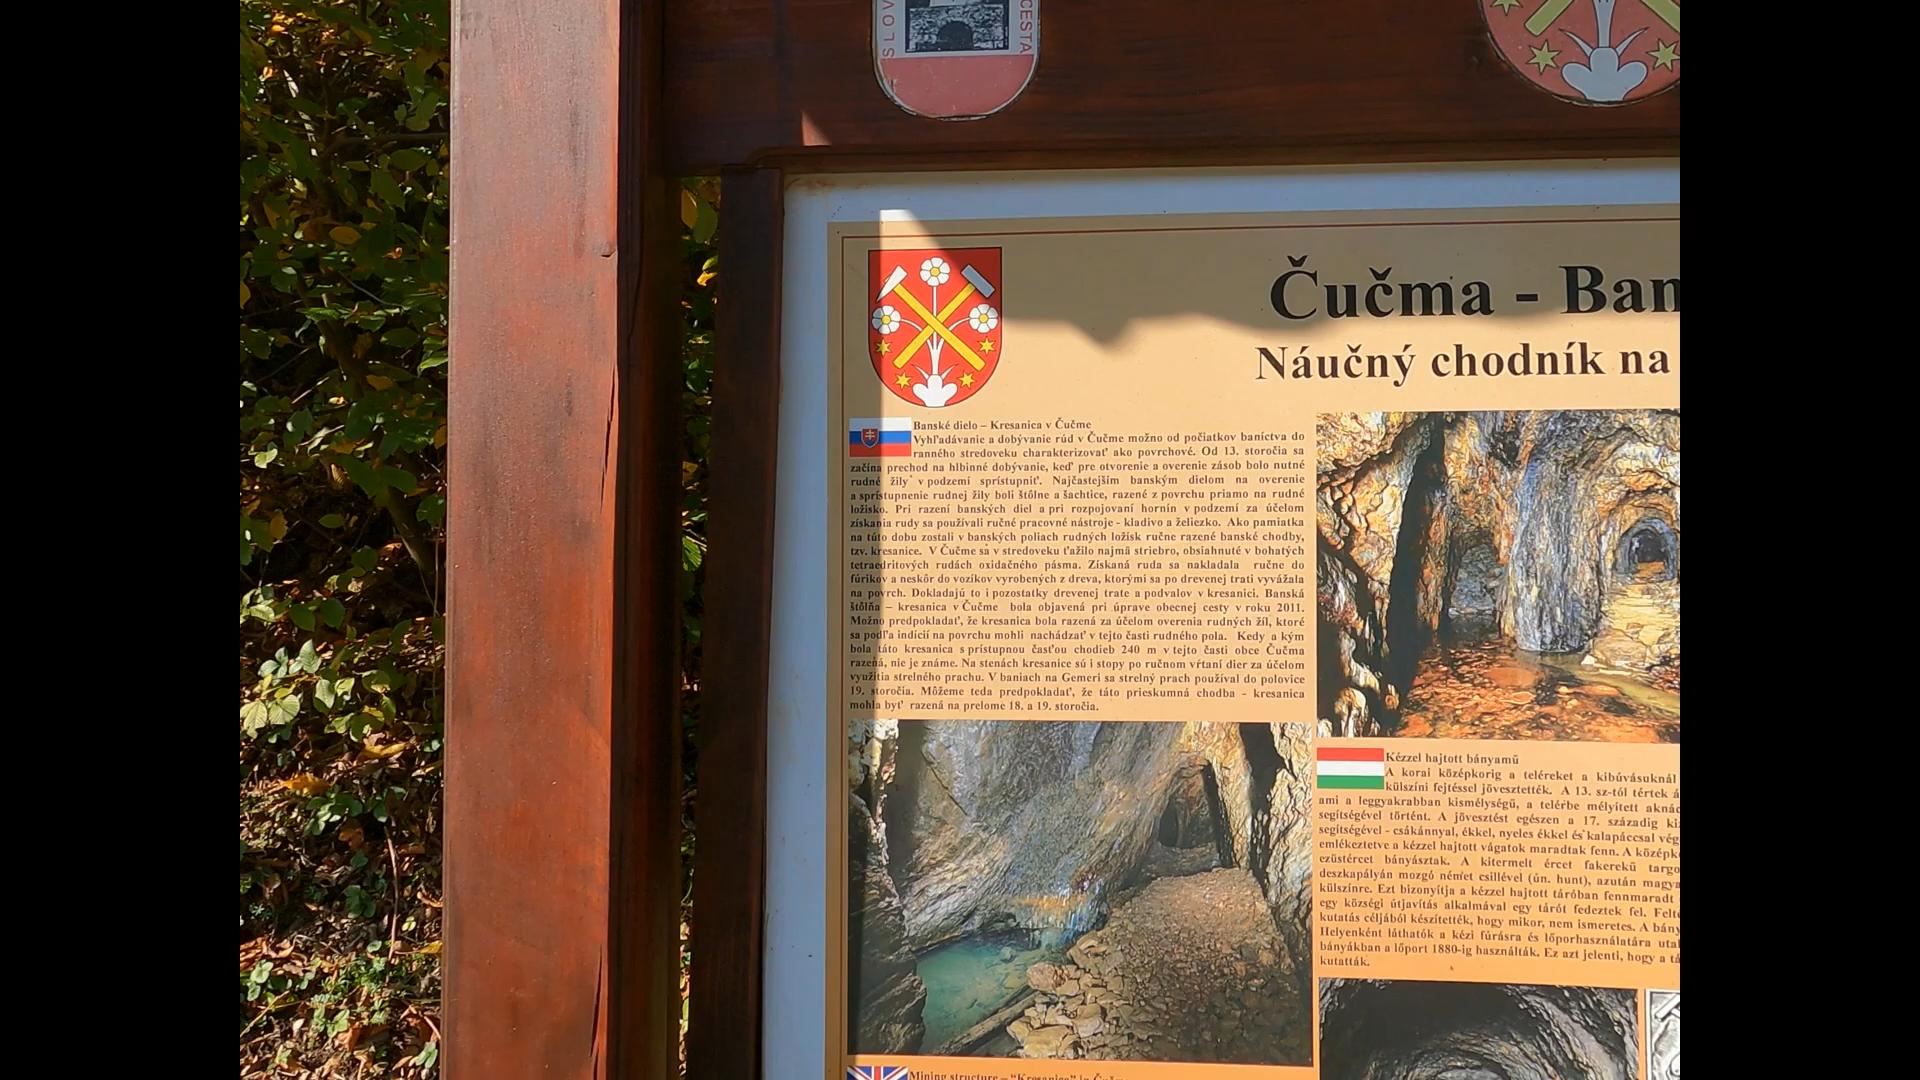 SLOV
CESTA
Čučma - Ban
Náučný chodník na
Banské dielo – Kresanica v Čučme
Vyhľadávanie a dobývanie rúd v Čučme možno od počiatkov baníctva do
ranného stredoveku charakterizovať ako povrchové. Od 13. storočia sa
začína prechod na hlbinné dobývanie, keď pre otvorenie a overenie zásob bolo nutné
rudné žily v podzemí sprístupniť. Najčastejším banským dielom na overenie
a sprístupnenie rudnej žily boli štôlne a šachtice, razené z povrchu priamo na rudné
ložisko. Pri razení banských diel a pri rozpojovaní hornín v podzemí za účelom
získania rudy sa používali ručné pracovné nástroje - kladivo a želiezko. Ako pamiatka
na túto dobu zostali v banských poliach rudných ložísk ručne razené banské chodby,
tzv. kresanice. V Čučme sa v stredoveku ťažilo najmä striebro, obsiahnuté v bohatých
tetraedritových rudách oxidačného pásma. Získaná ruda sa nakladala ručne do
fúrikov a neskôr do vozíkov vyrobených z dreva, ktorými sa po drevenej trati vyvážala
na povrch. Dokladajú to i pozostatky drevenej trate a podvalov v kresanici. Banská
štôlňa – kresanica v Čučme bola objavená pri úprave obecnej cesty v roku 2011.
Možno predpokladať, že kresanica bola razená za účelom overenia rudných žíl, ktoré
sa podľa indícií na povrchu mohli nachádzať v tejto časti rudného pola. Kedy a kým
bola táto kresanica s prístupnou časťou chodieb 240 m v tejto časti obce Čučma
razená, nie je známe. Na stenách kresanice sú i stopy po ručnom vŕtaní dier za účelom
využitia strelného prachu. V baniach na Gemeri sa strelný prach používal do polovice
19. storočia. Môžeme teda predpokladať, že táto prieskumná chodba - kresanica
mohla byť razená na prelome 18. a 19. storočia.
Kézzel hajtott bányamű
A korai középkorig a teléreket a kibúvásuknál
külszíni fejtéssel jövesztették. A 13. sz-tól tértek á
ami a leggyakrabban kismélységű, a telérbe mélyített aknác
segítségével történt. A jövesztést egészen a 17. századig
segítségével - csákánnyal, ékkel, nyeles ékkel és kalapáccsal vég
emlékeztetve a kézzel hajtott vágatok maradtak fenn. A középk
ezüstércet bányásztak. A kitermelt ércet fakerekű targo
deszkapályán mozgó német csillével (ún. hunt), azután magya
külszínre. Ezt bizonyítja a kézzel hajtott táróban fennmaradt
egy községi útjavítás alkalmával egy tárót fedeztek fel. Felt
kutatás céljából készítették, hogy mikor, nem ismeretes. A bány
Helyenként láthatók a kézi fúrásra és lőporhasználatára uta
bányákban a lőport 1880-ig használták. Ez azt jelenti, hogy a tá
kutatták.
Mining structure – “Kresanica” in Čučm